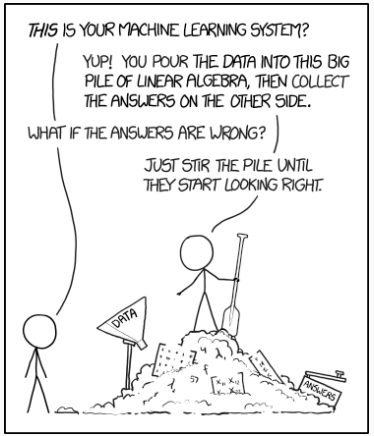 THIS IS YOUR MACHINE LEARNING SYSTEM?
YUP! YOU POUR THE DATA INTO THIS BIG
PILE OF LINEAR ALGEBRA, THEN COLLECT
THE ANSWERS ON THE OTHER SIDE.
WHAT IF THE ANSWERS ARE WRONG?
JUST STIR THE PILE UNTIL
THEY START LOOKING RIGHT.
DATA
ANSWERS